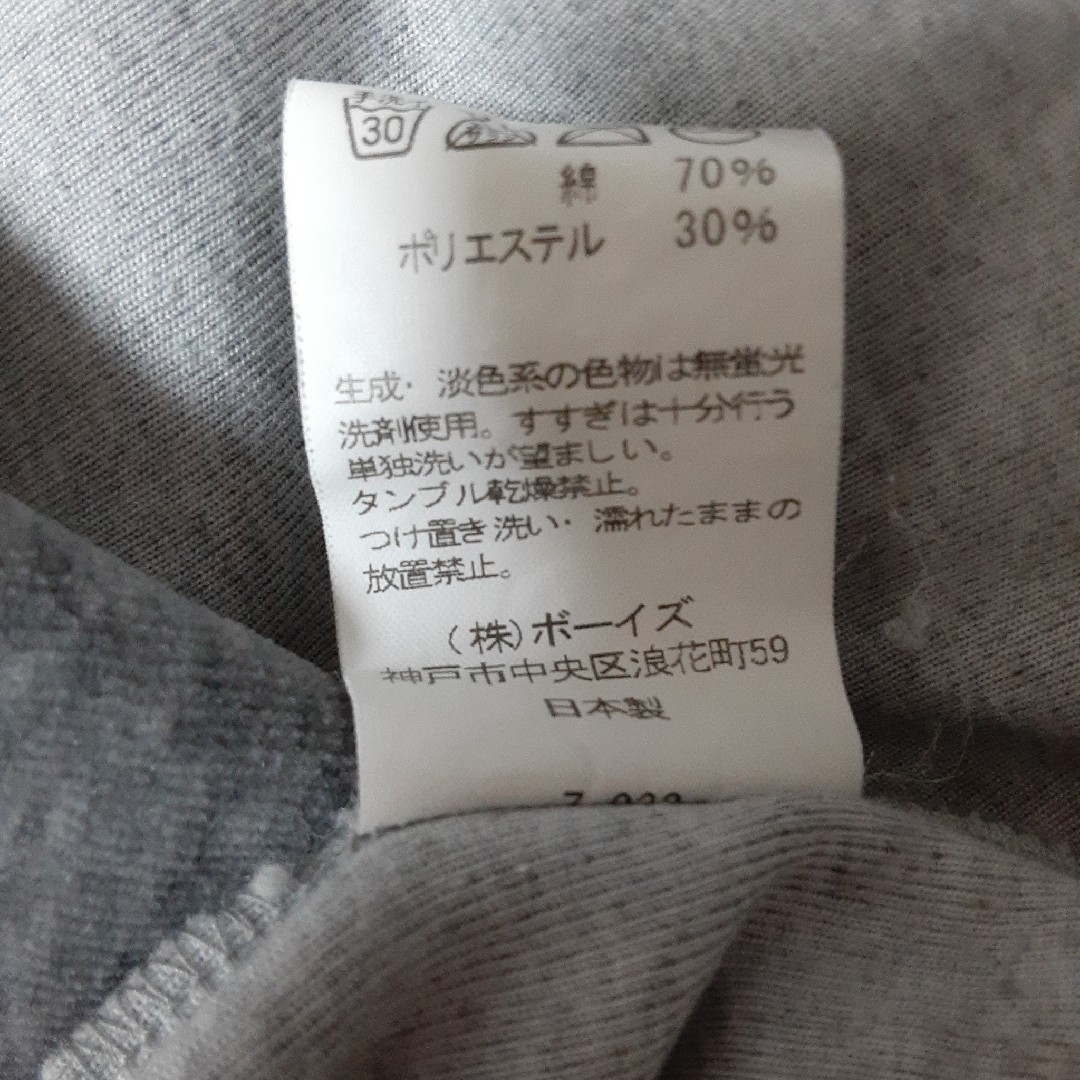 手洗イ
30
綿 70%
ポリエステル 30%
生成・淡色系の色物は無蛍光
洗剤使用。すすぎは十分行う
単独洗いが望ましい。
タンブル乾燥禁止。
つけ置き洗い・濡れたままの
放置禁止。
(株)ボーイズ
神戸市中央区浪花町59
日本製